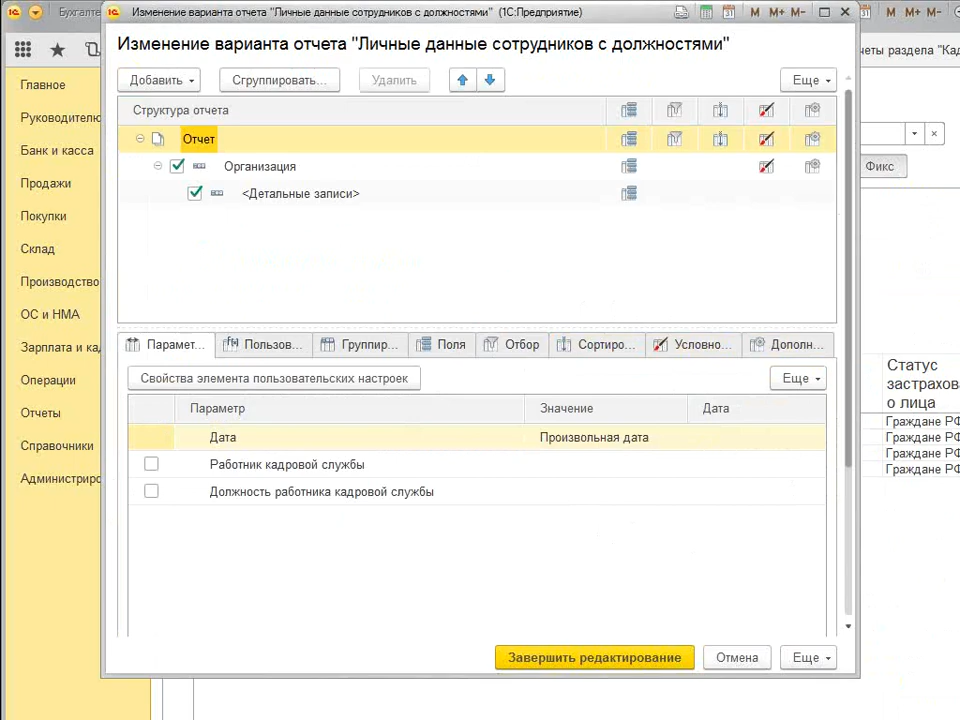 Бухгалте
Изменение варианта отчета "Личные данные сотрудников с должностями" (1С:Предприятие)
M M+ M-
M M+ M-
Изменение варианта отчета "Личные данные сотрудников с должностями"
четы раздела "Кад
Добавить
Сгруппировать...
Удалить
Еще
Структура отчета
Отчет
Организация
<Детальные записи>
Фикс
Главное
Руководителю
Банк и касса
Продажи
Покупки
Склад
Производство
ОС и НМА
Зарплата и кад
Операции
Отчеты
Справочники
Администриро
Парамет...
Пользов...
Группир...
Поля
Отбор
Сортиро...
Условно...
Дополн...
Свойства элемента пользовательских настроек
Еще
Параметр
Значение
Дата
Дата
Произвольная дата
Работник кадровой службы
Должность работника кадровой службы
Статус
застрахова
о лица
Граждане РФ
Граждане РФ
Граждане РФ
Граждане РФ
Завершить редактирование
Отмена
Еще